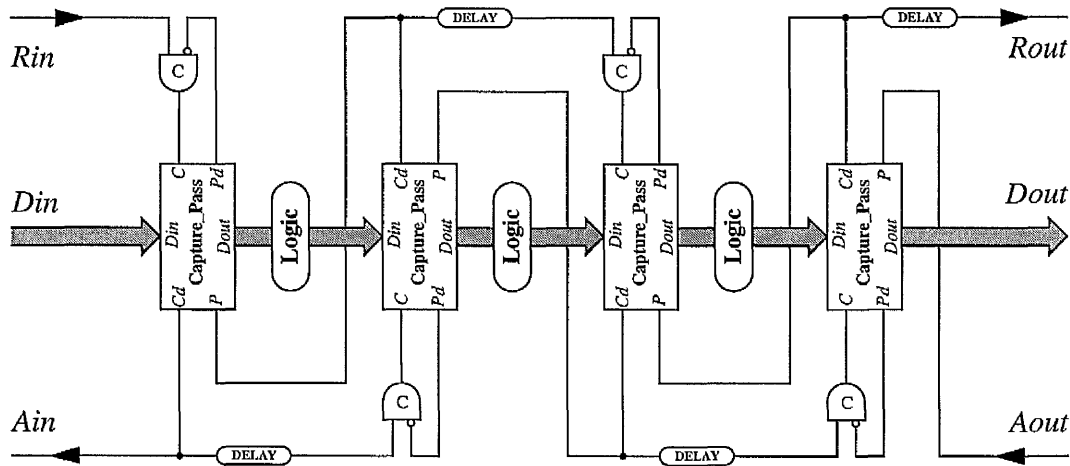 DELAY
DELAY
Rin
Rout
C
C
C
Pd
Cd
P
C
Pd
Cd
P
Din
Dout
Din
Capture_Pass
Dout
Logic
Din
Capture_Pass
Dout
Logic
Din
Capture_Pass
Dout
Logic
Din
Capture_Pass
Dout
Cd
P
C
Pd
Cd
P
C
Pd
C
C
Ain
Aout
DELAY
DELAY